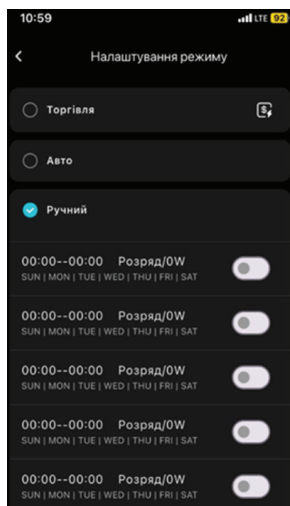 10:59
LTE 92
Налаштування режиму
Торгівля
Авто
Ручний
00:00--00:00 Розряд/0W
SUN | MON | TUE | WED | THU | FRI | SAT
00:00--00:00 Розряд/0W
SUN | MON | TUE | WED | THU | FRI | SAT
00:00--00:00 Розряд/0W
SUN | MON | TUE | WED | THU | FRI | SAT
00:00--00:00 Розряд/0W
SUN | MON | TUE | WED | THU | FRI | SAT
00:00--00:00 Розряд/0W
SUN | MON | TUE | WED | THU | FRI | SAT